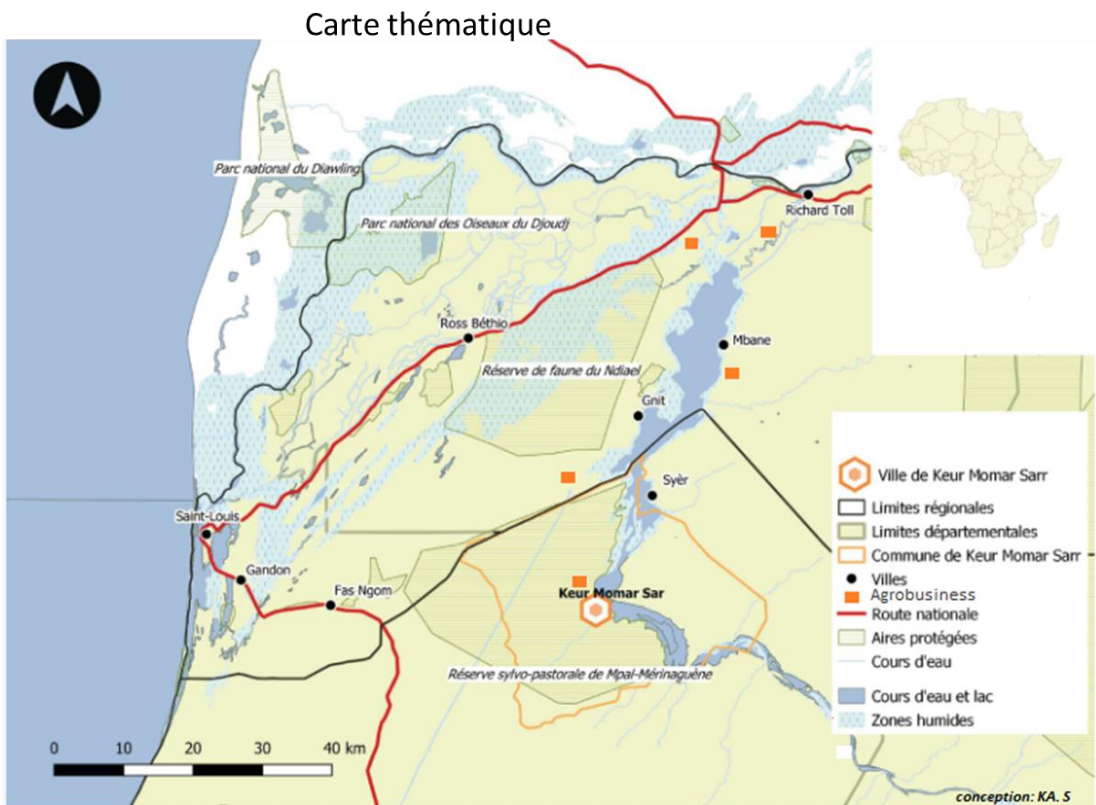 Carte thématique
Parc national du Diawling
Parc national des Oiseaux du Djoudj
Richard Toll
Ross Béthio
Mbane
Réserve de faune du Ndiael
Gnit
Syèr
Saint-Louis
Gandon
Fas Ngom
Keur Momar Sar
Réserve sylvo-pastorale de Mpal-Mérinaguène
Ville de Keur Momar Sarr
Limites régionales
Limites départementales
Commune de Keur Momar Sarr
Villes
Agrobusiness
Route nationale
Aires protégées
Cours d'eau
Cours d'eau et lac
Zones humides
0 10 20 30 40 km
conception: KA. S